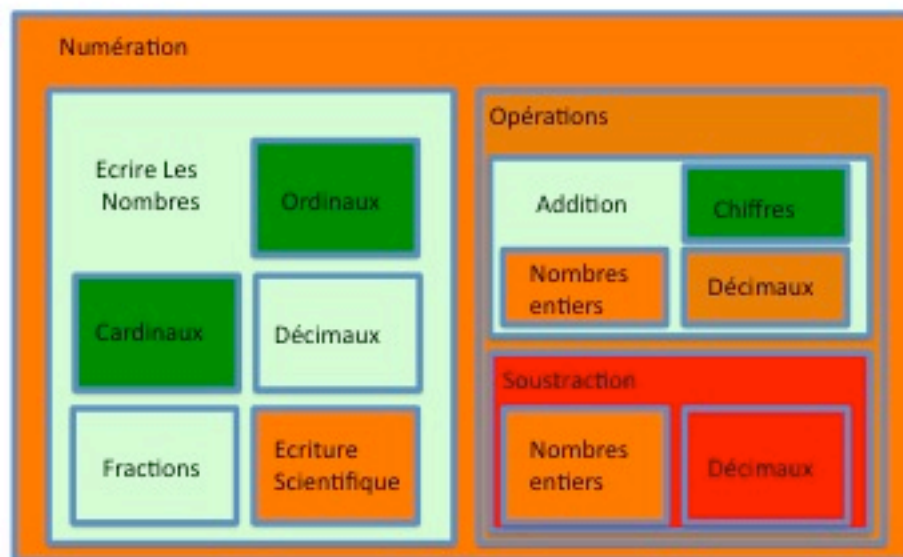 Numération
Ecrire Les
Nombres
Ordinaux
Cardinaux
Décimaux
Fractions
Ecriture
Scientifique
Opérations
Addition
Chiffres
Nombres
entiers
Décimaux
Soustraction
Nombres
entiers
Décimaux